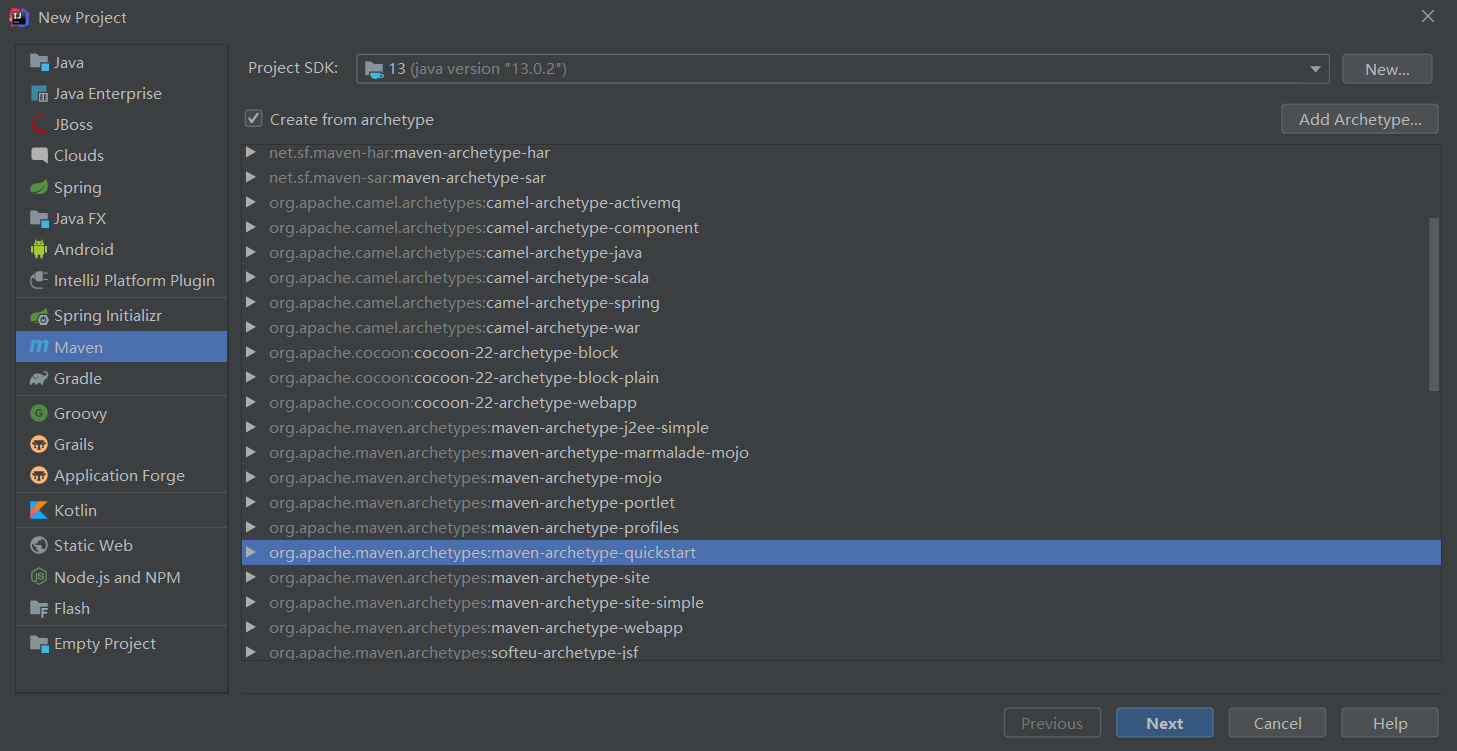 New Project
Java
Java Enterprise
JBoss
Clouds
Spring
Java FX
Android
IntelliJ Platform Plugin
Spring Initializr
Maven
Gradle
Groovy
Grails
Application Forge
Kotlin
Static Web
Node.js and NPM
Flash
Empty Project
Project SDK: 13 (java version "13.0.2") New...
Create from archetype Add Archetype...
net.sf.maven-har:maven-archetype-har
net.sf.maven-sar:maven-archetype-sar
org.apache.camel.archetypes:camel-archetype-activemq
org.apache.camel.archetypes:camel-archetype-component
org.apache.camel.archetypes:camel-archetype-java
org.apache.camel.archetypes:camel-archetype-scala
org.apache.camel.archetypes:camel-archetype-spring
org.apache.camel.archetypes:camel-archetype-war
org.apache.cocoon:cocoon-22-archetype-block
org.apache.cocoon:cocoon-22-archetype-block-plain
org.apache.cocoon:cocoon-22-archetype-webapp
org.apache.maven.archetypes:maven-archetype-j2ee-simple
org.apache.maven.archetypes:maven-archetype-marmalade-mojo
org.apache.maven.archetypes:maven-archetype-mojo
org.apache.maven.archetypes:maven-archetype-portlet
org.apache.maven.archetypes:maven-archetype-profiles
org.apache.maven.archetypes:maven-archetype-quickstart
org.apache.maven.archetypes:maven-archetype-site
org.apache.maven.archetypes:maven-archetype-site-simple
org.apache.maven.archetypes:maven-archetype-webapp
org.apache.maven.archetypes:softeu-archetype-jsf
Previous Next Cancel Help